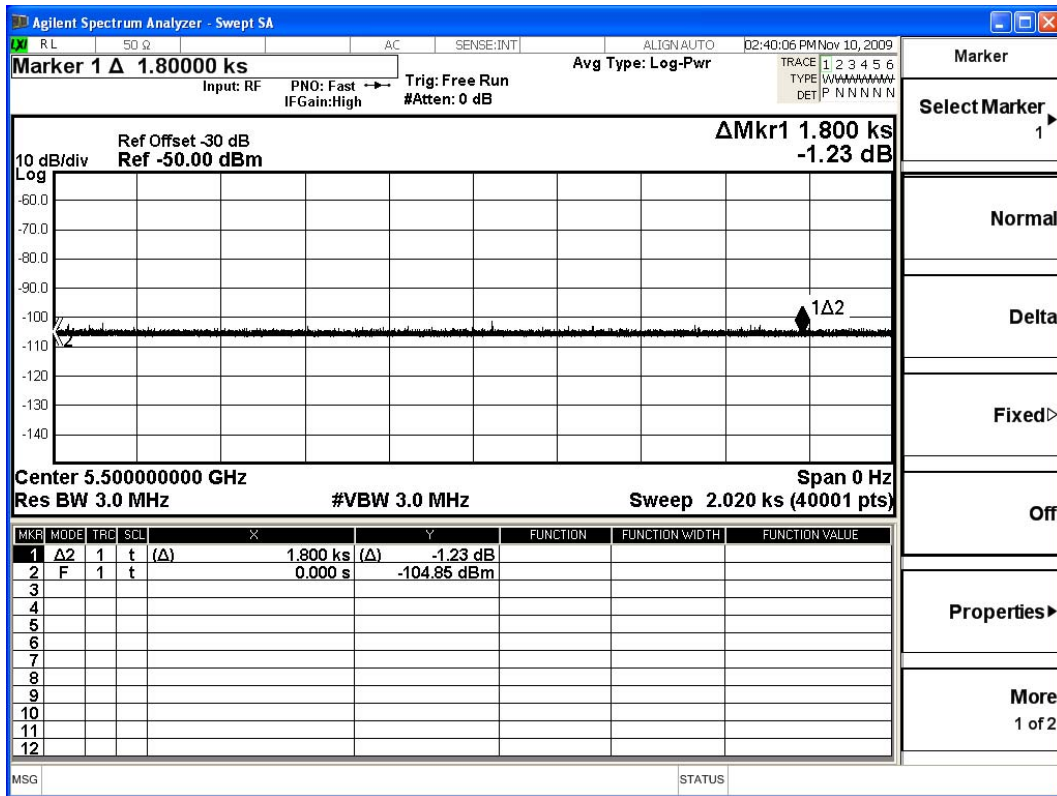 Agilent Spectrum Analyzer - Swept SA
LXI RL 50 Ω AC SENSE:INT ALIGN AUTO 02:40:06 PM Nov 10, 2009
Marker 1 Δ 1.80000 ks
Input: RF PNO: Fast Trig: Free Run Avg Type: Log-Pwr TRACE 1 2 3 4 5 6
IFGain:High #Atten: 0 dB TYPE WWWWWW
DET P N N N N N
ΔMkr1 1.800 ks
-1.23 dB
Ref Offset -30 dB
10 dB/div Ref -50.00 dBm
Log
-60.0
-70.0
-80.0
-90.0
-100
1Δ2
2
-110
-120
-130
-140
Center 5.500000000 GHz Span 0 Hz
Res BW 3.0 MHz #VBW 3.0 MHz Sweep 2.020 ks (40001 pts)
MKR MODE TRC SCL X Y FUNCTION FUNCTION WIDTH FUNCTION VALUE
1 Δ2 1 t (Δ) 1.800 ks (Δ) -1.23 dB
2 F 1 t 0.000 s -104.85 dBm
3
4
5
6
7
8
9
10
11
12
MSG STATUS
Marker
Select Marker
1
Normal
Delta
Fixed
Off
Properties
More
1 of 2